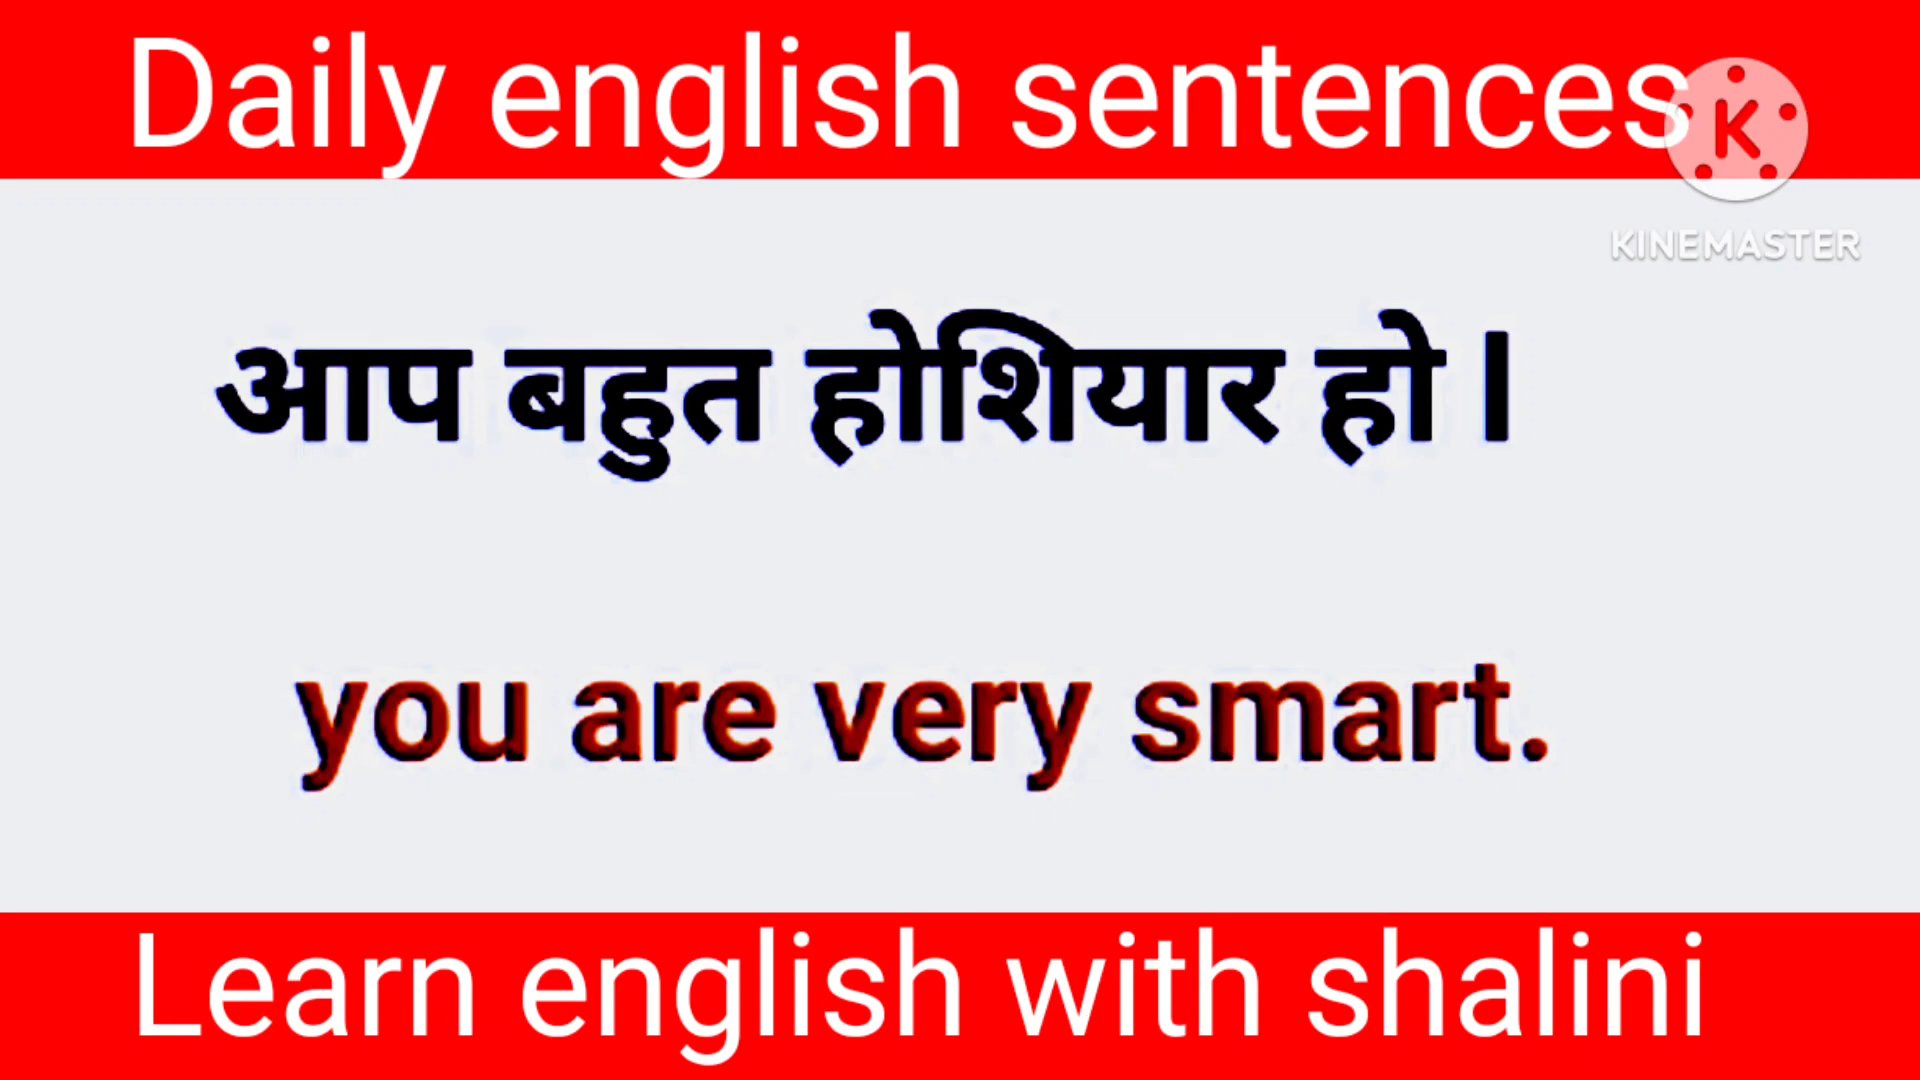 Daily english sentences
K
KINEMASTER
आप बहुत होशियार हो l
you are very smart.
Learn english with shalini